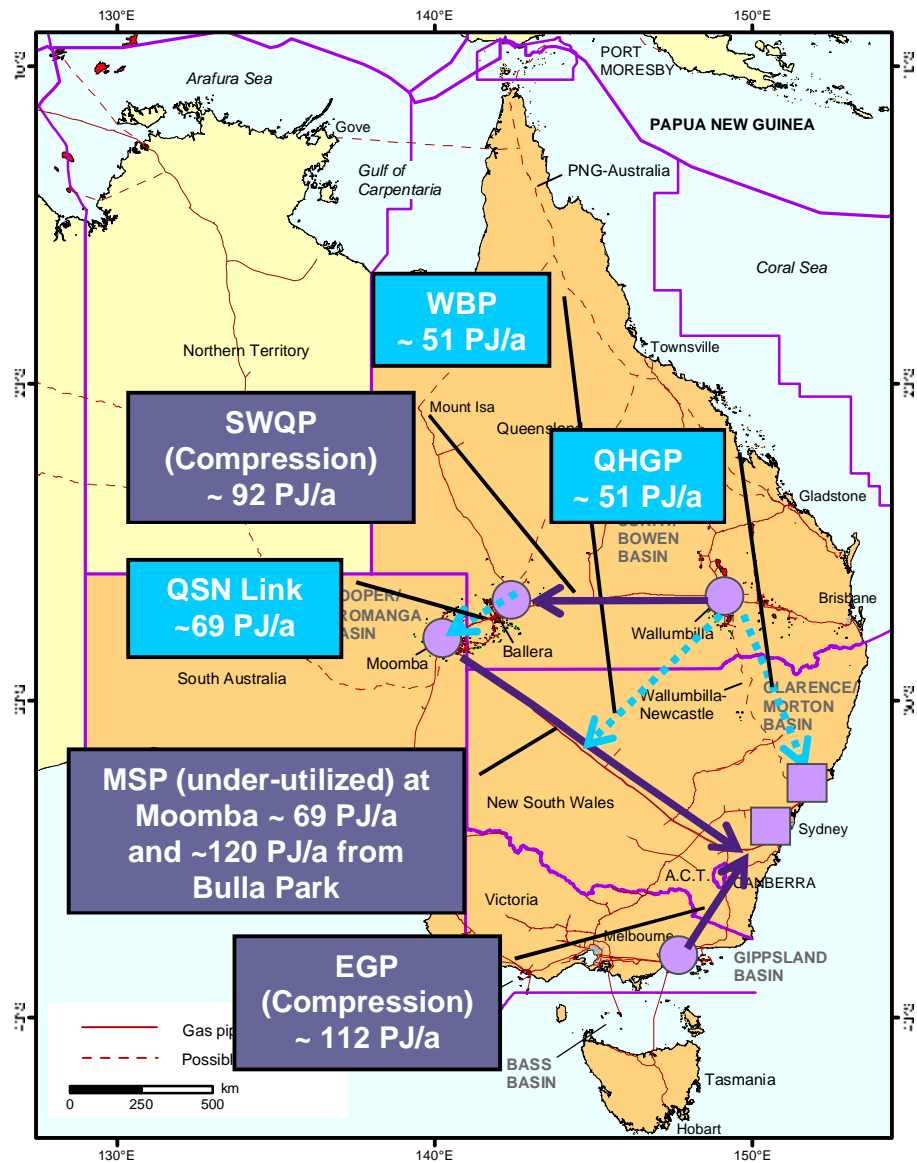 130°E
140°E
150°E
Arafura Sea
PORT
MORESBY
PAPUA NEW GUINEA
Gove
Gulf of
Carpentaria
PNG-Australia
Coral Sea
WBP
~ 51 PJ/a
Northern Territory
Townsville
Mount Isa
SWQP
(Compression)
~ 92 PJ/a
Queensland
QHGP
~ 51 PJ/a
Gladstone
BOWEN
BASIN
QSN Link
~69 PJ/a
Brisbane
Wallumbilla
Ballera
Moomba
South Australia
Wallumbilla-
Newcastle
CLARENCE/
MORTON
BASIN
MSP (under-utilized) at
Moomba ~ 69 PJ/a
and ~120 PJ/a from
Bulla Park
New South Wales
Sydney
A.C.T.
CANBERRA
Victoria
Melbourne
GIPPSLAND
BASIN
EGP
(Compression)
~ 112 PJ/a
Gas pip
Possib
km
0 250 500
BASS
BASIN
Tasmania
Hobart
130°E
140°E
150°E